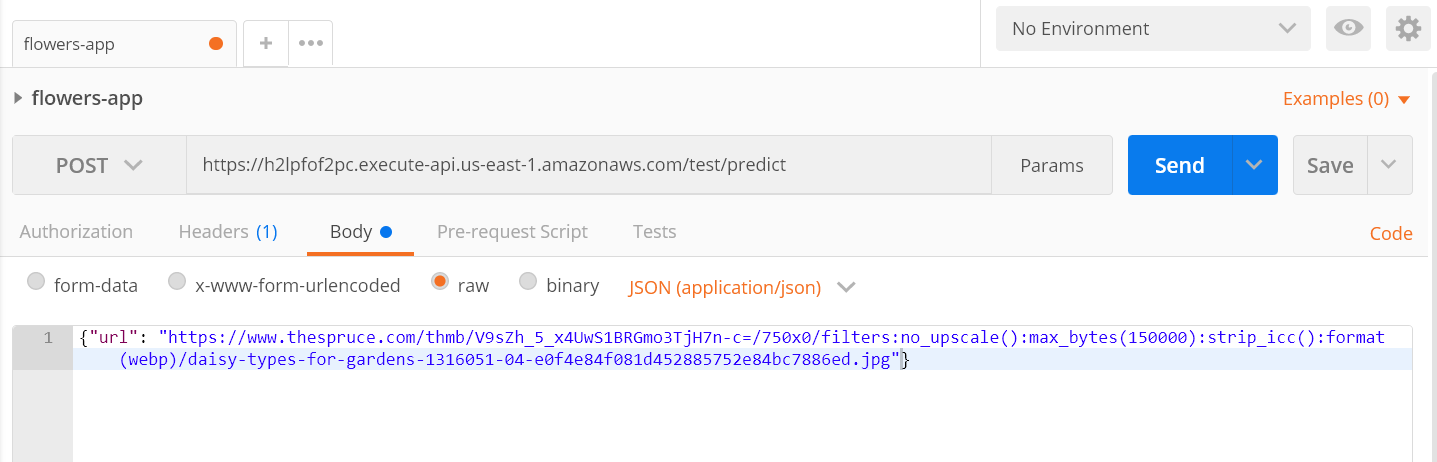 flowers-app
+
No Environment
flowers-app
Examples (0)
POST
https://h2lpfof2pc.execute-api.us-east-1.amazonaws.com/test/predict
Params
Send
Save
Authorization
Headers (1)
Body
Pre-request Script
Tests
Code
form-data
x-www-form-urlencoded
raw
binary
JSON (application/json)
1
{"url": "https://www.thespruce.com/thmb/V9sZh_5_x4UwS1BRGmo3TjH7n-c=/750x0/filters:no_upscale():max_bytes(150000):strip_icc():format
(webp)/daisy-types-for-gardens-1316051-04-e0f4e84f081d452885752e84bc7886ed.jpg"}